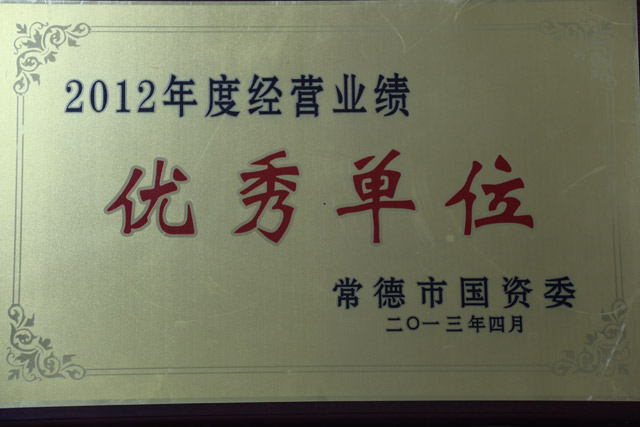 2012年度经营业绩
优秀单位
常德市国资委
二〇一三年四月